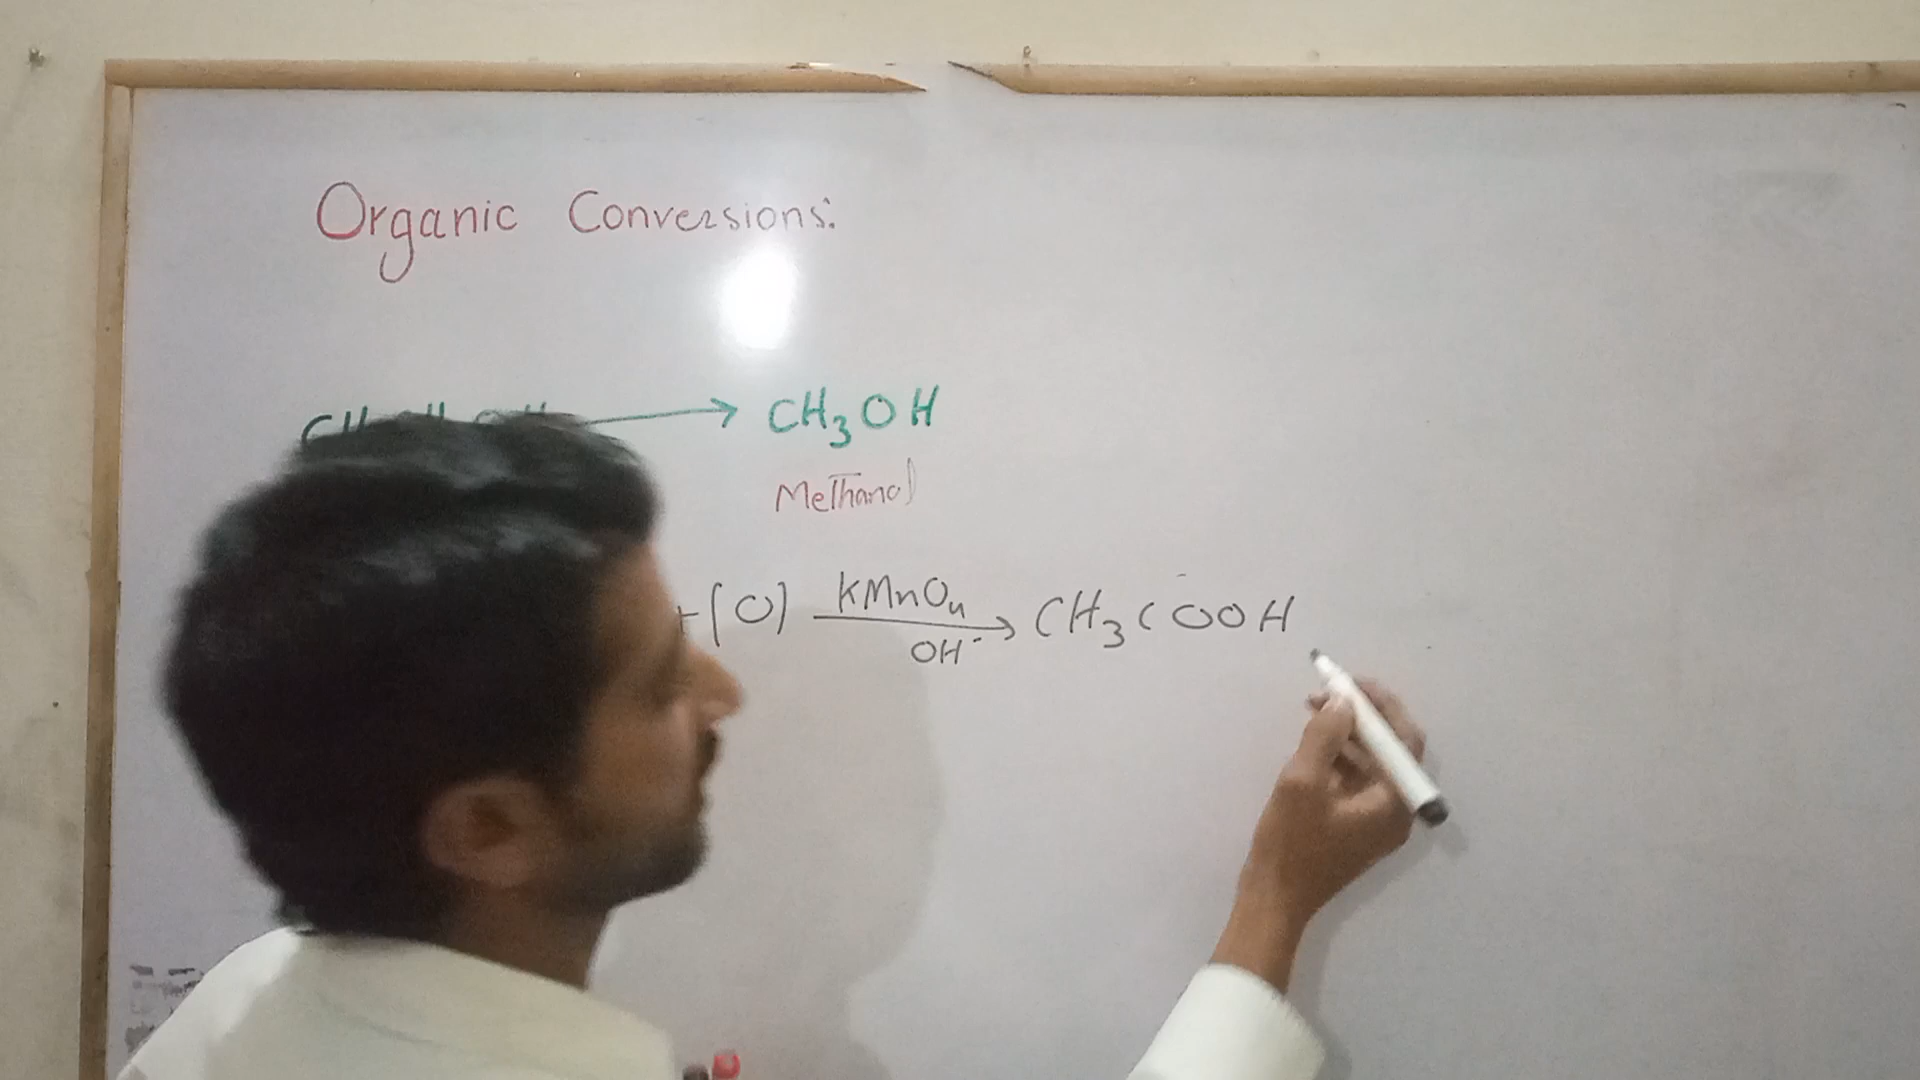 Organic Conversions:
→ CH₃OH
Methanol
+ [O] KMnO₄ → CH₃COOH
OH⁻